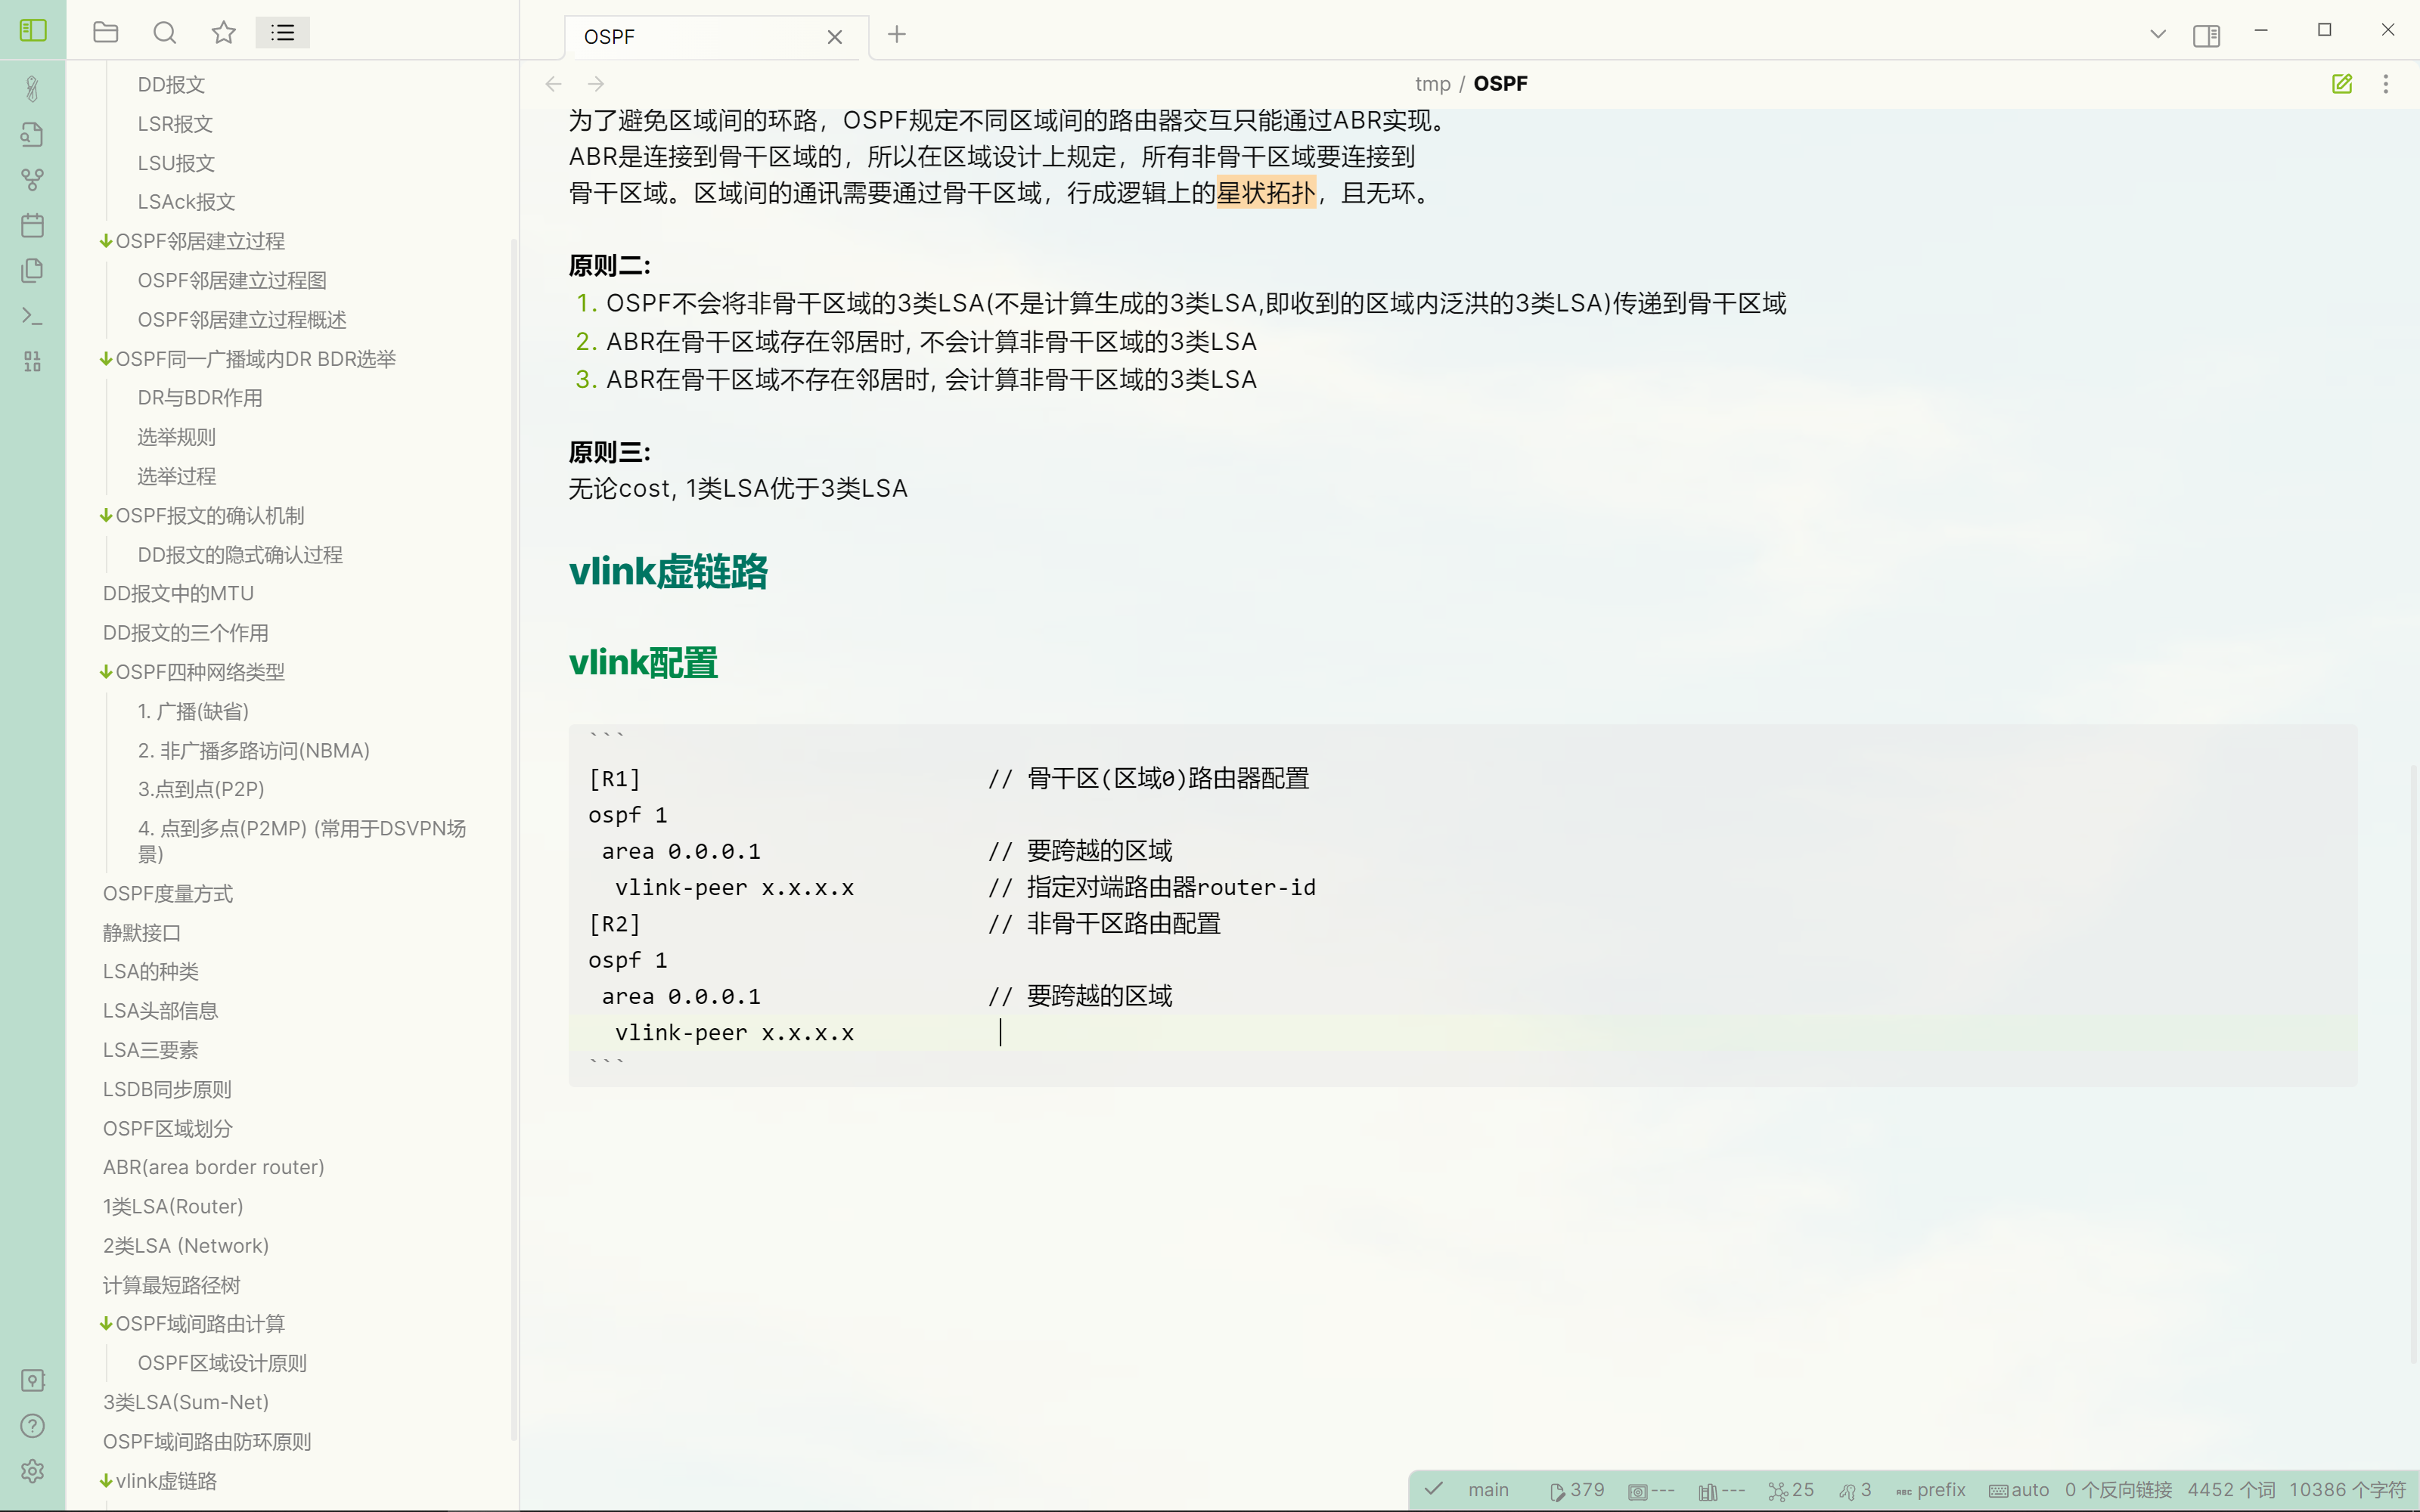 OSPF
tmp / OSPF
DD报文
LSR报文
LSU报文
LSAck报文
OSPF邻居建立过程
OSPF邻居建立过程图
OSPF邻居建立过程概述
OSPF同一广播域内DR BDR选举
DR与BDR作用
选举规则
选举过程
OSPF报文的确认机制
DD报文的隐式确认过程
DD报文中的MTU
DD报文的三个作用
OSPF四种网络类型
1. 广播(缺省)
2. 非广播多路访问(NBMA)
3.点到点(P2P)
4. 点到多点(P2MP) (常用于DSVPN场
景)
OSPF度量方式
静默接口
LSA的种类
LSA头部信息
LSA三要素
LSDB同步原则
OSPF区域划分
ABR(area border router)
1类LSA(Router)
2类LSA (Network)
计算最短路径树
OSPF域间路由计算
OSPF区域设计原则
3类LSA(Sum-Net)
OSPF域间路由防环原则
vlink虚链路
为了避免区域间的环路，OSPF规定不同区域间的路由器交互只能通过ABR实现。
ABR是连接到骨干区域的，所以在区域设计上规定，所有非骨干区域要连接到
骨干区域。区域间的通讯需要通过骨干区域，行成逻辑上的星状拓扑，且无环。
原则二:
1. OSPF不会将非骨干区域的3类LSA(不是计算生成的3类LSA,即收到的区域内泛洪的3类LSA)传递到骨干区域
2. ABR在骨干区域存在邻居时, 不会计算非骨干区域的3类LSA
3. ABR在骨干区域不存在邻居时, 会计算非骨干区域的3类LSA
原则三:
无论cost, 1类LSA优于3类LSA
vlink虚链路
vlink配置
```
[R1] // 骨干区(区域0)路由器配置
ospf 1
area 0.0.0.1 // 要跨越的区域
vlink-peer x.x.x.x // 指定对端路由器router-id
[R2] // 非骨干区路由配置
ospf 1
area 0.0.0.1 // 要跨越的区域
vlink-peer x.x.x.x
```
main 379 --- --- 25 3 ABC prefix auto 0 个反向链接 4452 个词 10386 个字符